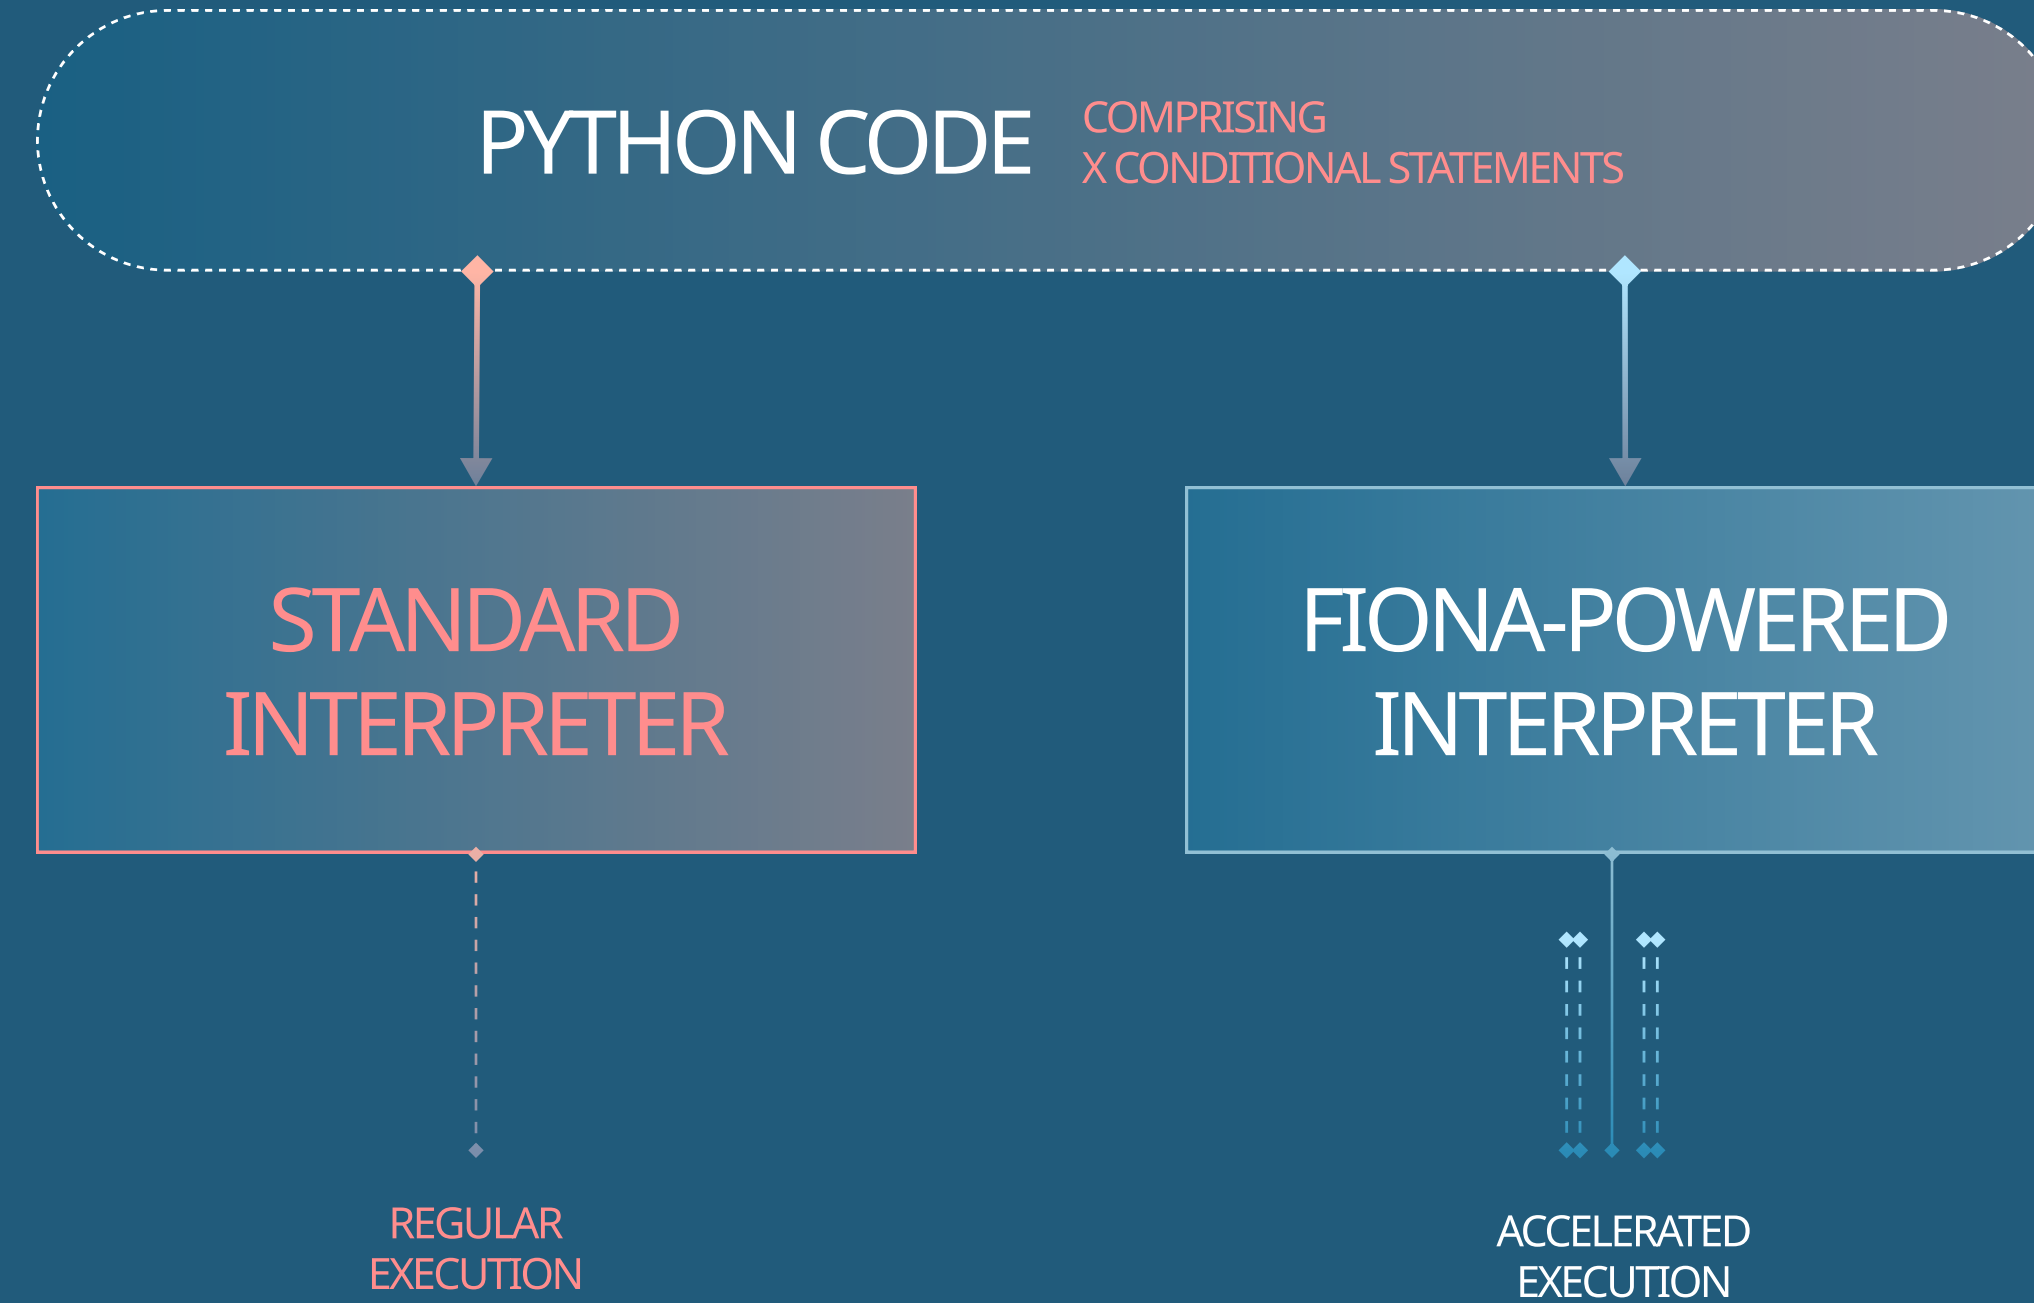 PYTHON CODE
COMPRISING
X CONDITIONAL STATEMENTS
STANDARD
INTERPRETER
FIONA-POWERED
INTERPRETER
REGULAR
EXECUTION
ACCELERATED
EXECUTION